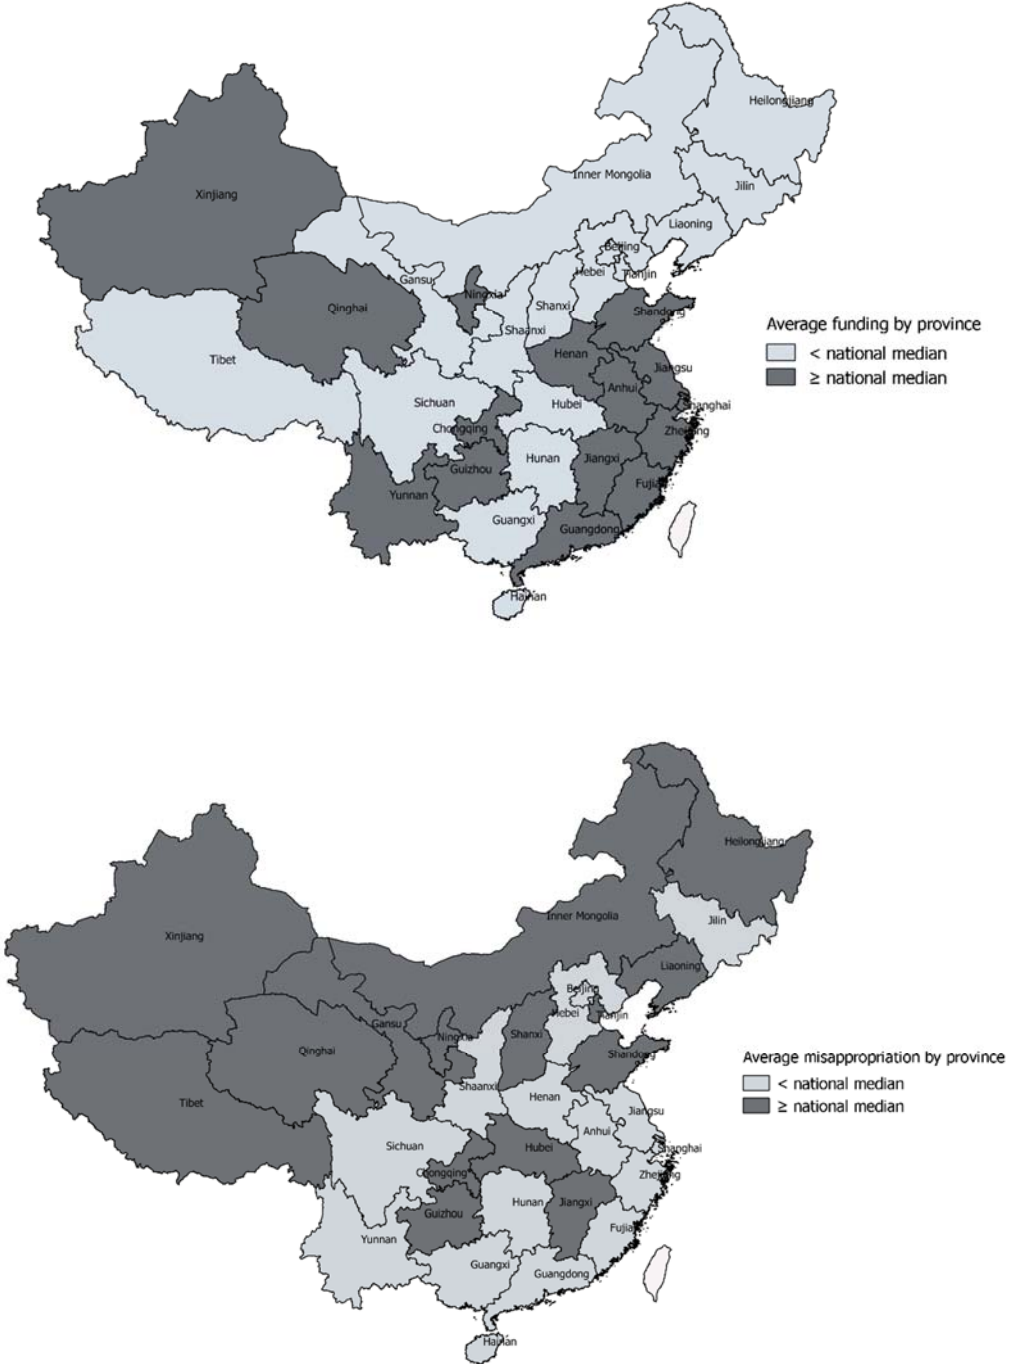 Heilongjiang
Inner Mongolia
Jilin
Xinjiang
Liaoning
Beijing
Hebei
Tianjin
Gansu
Ningxia
Qinghai
Shanxi
Shandong
Shaanxi
Henan
Tibet
Jiangsu
Anhui
Sichuan
Hubei
Shanghai
Chongqing
Zhejiang
Hunan
Jiangxi
Guizhou
Fujian
Yunnan
Guangxi
Guangdong
Hainan
Average funding by province
< national median
≥ national median
Heilongjiang
Inner Mongolia
Jilin
Xinjiang
Liaoning
Beijing
Hebei
Tianjin
Gansu
Ningxia
Shanxi
Qinghai
Shandong
Shaanxi
Henan
Tibet
Jiangsu
Anhui
Sichuan
Hubei
Shanghai
Chongqing
Zhejiang
Hunan
Jiangxi
Guizhou
Fujian
Yunnan
Guangxi
Guangdong
Hainan
Average misappropriation by province
< national median
≥ national median